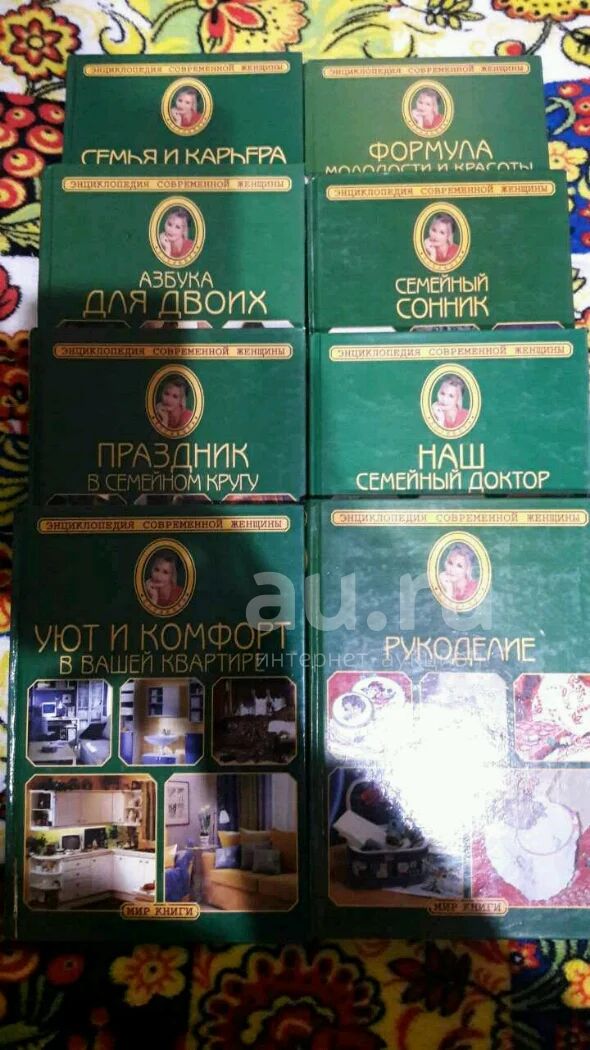 ЭНЦИКЛОПЕДИЯ СОВРЕМЕННОЙ ЖЕНЩИНЫ
СЕМЬЯ И КАРЬЕРА
ЭНЦИКЛОПЕДИЯ СОВРЕМЕННОЙ ЖЕНЩИНЫ
ФОРМУЛА
МОЛОДОСТИ И КРАСОТЫ
ЭНЦИКЛОПЕДИЯ СОВРЕМЕННОЙ ЖЕНЩИНЫ
АЗБУКА
ДЛЯ ДВОИХ
ЭНЦИКЛОПЕДИЯ СОВРЕМЕННОЙ ЖЕНЩИНЫ
СЕМЕЙНЫЙ
СОННИК
ЭНЦИКЛОПЕДИЯ СОВРЕМЕННОЙ ЖЕНЩИНЫ
ПРАЗДНИК
В СЕМЕЙНОМ КРУГУ
ЭНЦИКЛОПЕДИЯ СОВРЕМЕННОЙ ЖЕНЩИНЫ
НАШ
СЕМЕЙНЫЙ ДОКТОР
ЭНЦИКЛОПЕДИЯ СОВРЕМЕННОЙ ЖЕНЩИНЫ
УЮТ И КОМФОРТ
В ВАШЕЙ КВАРТИРЕ
МИР КНИГИ
ЭНЦИКЛОПЕДИЯ СОВРЕМЕННОЙ ЖЕНЩИНЫ
РУКОДЕЛИЕ
МИР КНИГИ
au.ru
интернет-аукцион